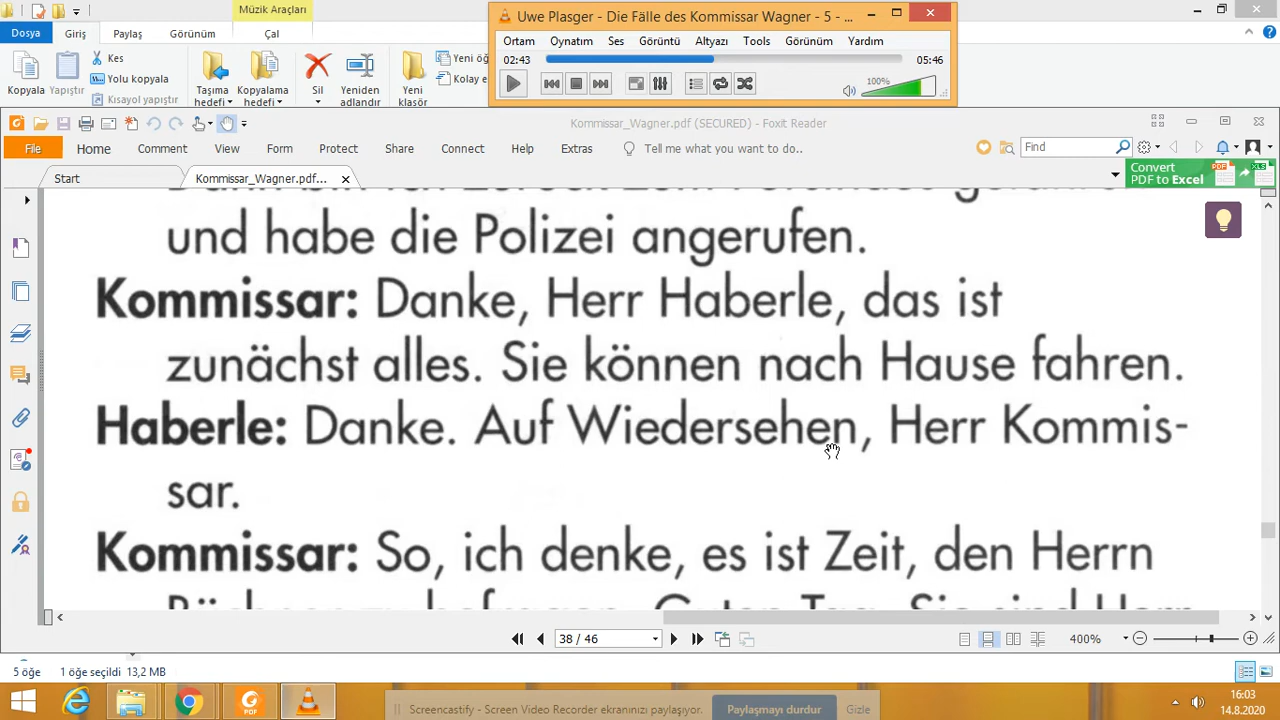 Müzik Araçları
Uwe Plasger - Die Fälle des Kommissar Wagner - 5 - ...
Dosya Giriş Paylaş Görünüm Çal
Ortam Oynatım Ses Görüntü Altyazı Tools Görünüm Yardım
02:43 05:46
100%
Kopyala Yapıştır
Kes
Yolu kopyala
Kısayol yapıştır
Taşıma hedefi
Kopyalama hedefi
Sil
Yeniden adlandır
Yeni klasör
Yeni öğ
Kolay e
Kommissar_Wagner.pdf (SECURED) - Foxit Reader
File Home Comment View Form Protect Share Connect Help Extras Tell me what you want to do.. Find
Start Kommissar_Wagner.pdf...
Convert
PDF to Excel
und habe die Polizei angerufen.
Kommissar: Danke, Herr Haberle, das ist
zunächst alles. Sie können nach Hause fahren.
Haberle: Danke. Auf Wiedersehen, Herr Kommis-
sar.
Kommissar: So, ich denke, es ist Zeit, den Herrn
38 / 46 400%
5 öğe 1 öğe seçildi 13,2 MB
Screencastify - Screen Video Recorder ekranınızı paylaşıyor. Paylaşmayı durdur Gizle
16:03
14.8.2020